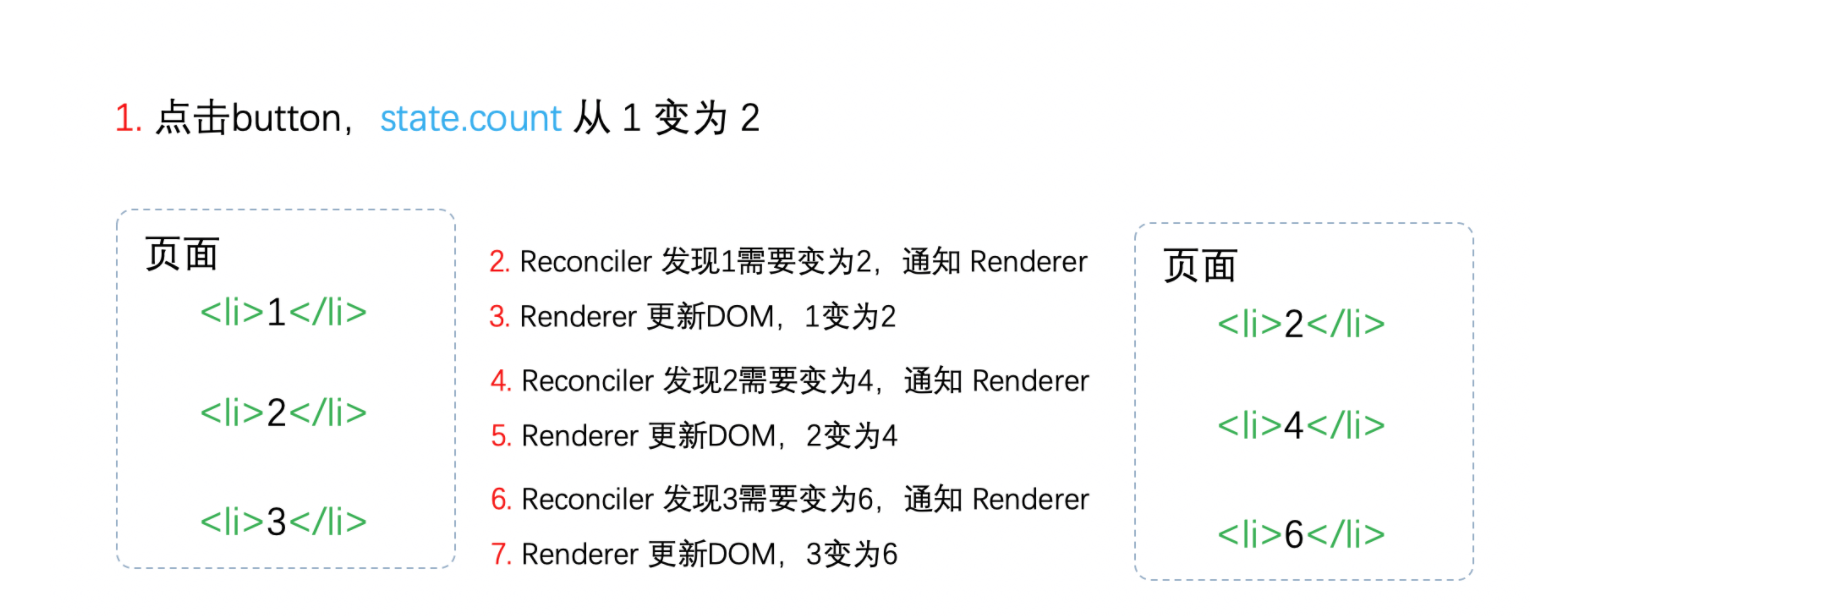 1. 点击button，state.count 从 1 变为 2
页面
<li>1</li>
<li>2</li>
<li>3</li>
2. Reconciler 发现1需要变为2，通知 Renderer
3. Renderer 更新DOM，1变为2
4. Reconciler 发现2需要变为4，通知 Renderer
5. Renderer 更新DOM，2变为4
6. Reconciler 发现3需要变为6，通知 Renderer
7. Renderer 更新DOM，3变为6
页面
<li>2</li>
<li>4</li>
<li>6</li>